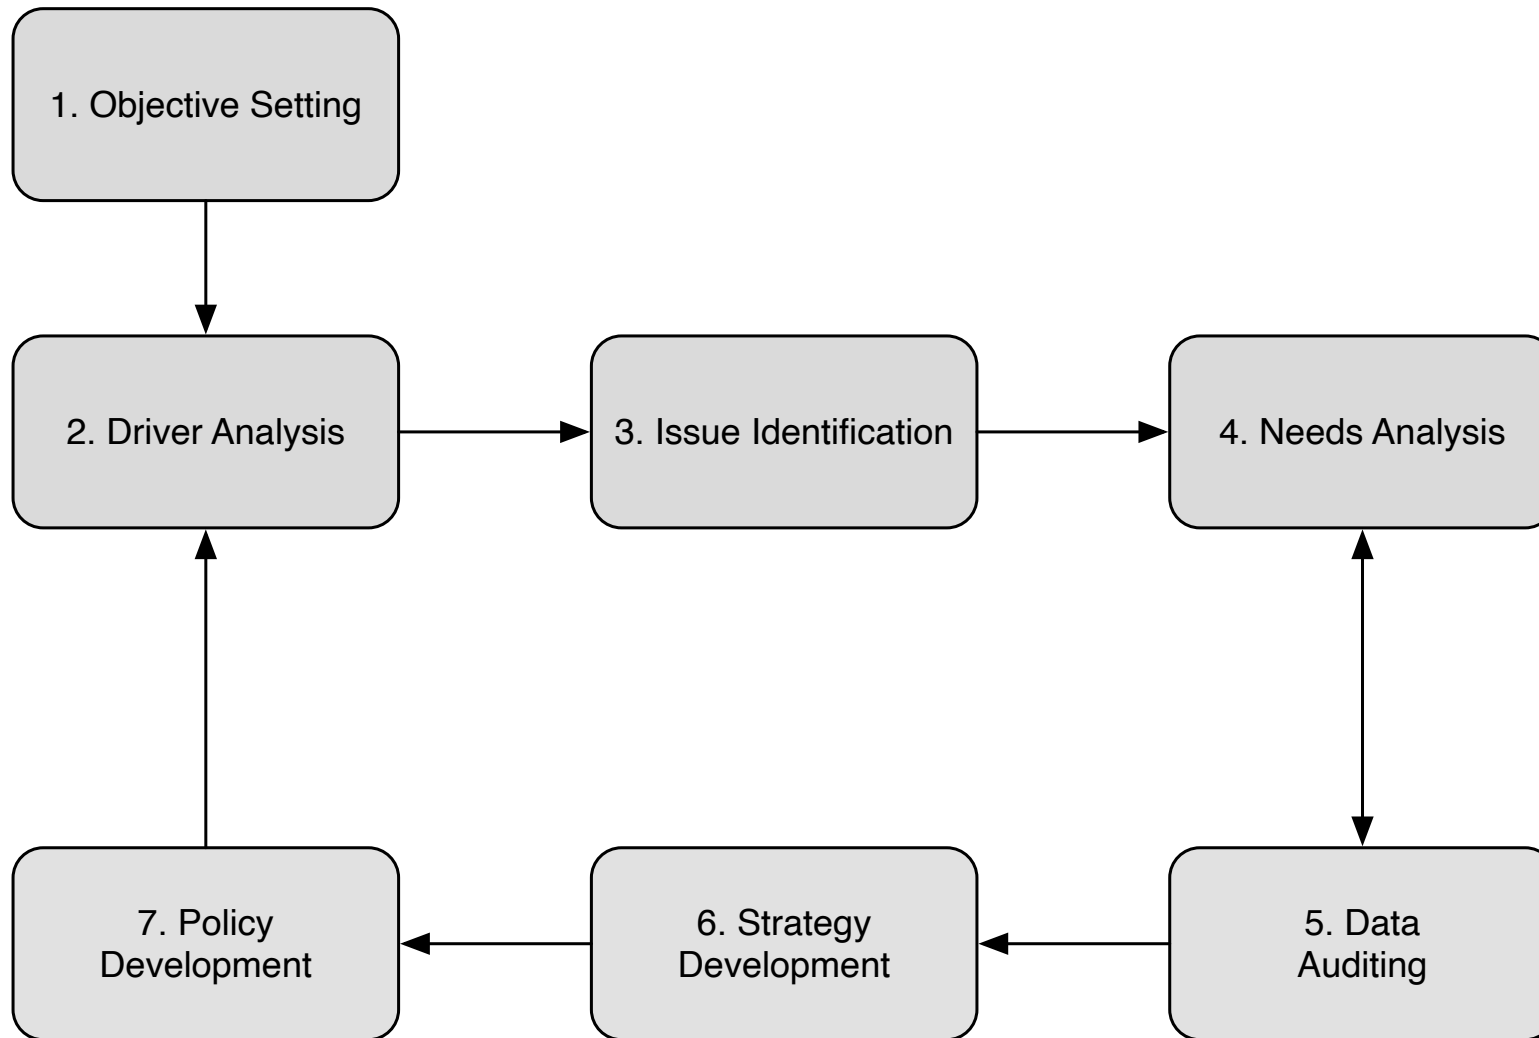 1. Objective Setting
2. Driver Analysis
3. Issue Identification
4. Needs Analysis
7. Policy
Development
6. Strategy
Development
5. Data
Auditing